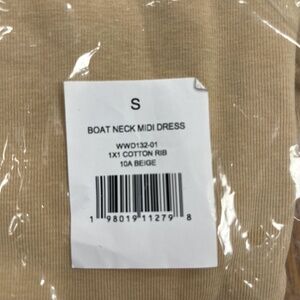 S
BOAT NECK MIDI DRESS
WWD132-01
1X1 COTTON RIB
10A BEIGE
1 98019 11279 8